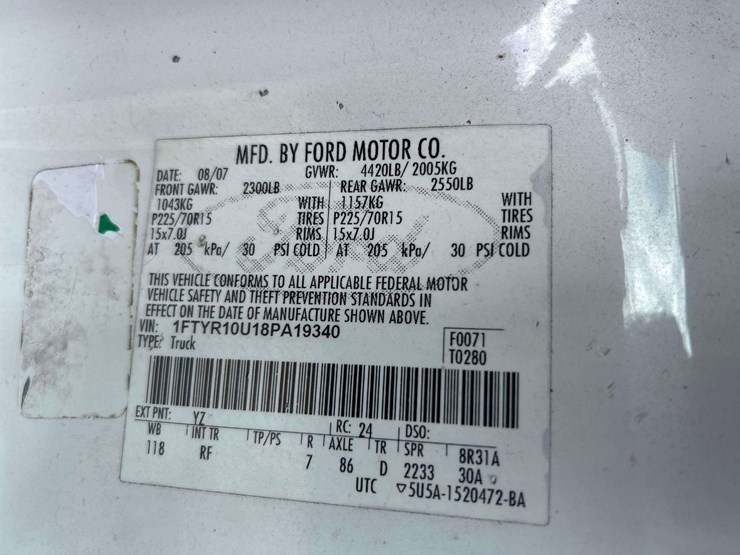 MFD. BY FORD MOTOR CO.
DATE: 08/07 GVWR: 4420LB/ 2005KG
FRONT GAWR: 2300LB REAR GAWR: 2550LB
1043KG WITH 1157KG WITH
P225/70R15 TIRES P225/70R15 TIRES
15x7.0J RIMS 15x7.0J RIMS
AT 205 kPa/ 30 PSI COLD AT 205 kPa/ 30 PSI COLD
Ford
THIS VEHICLE CONFORMS TO ALL APPLICABLE FEDERAL MOTOR
VEHICLE SAFETY AND THEFT PREVENTION STANDARDS IN
EFFECT ON THE DATE OF MANUFACTURE SHOWN ABOVE.
VIN: 1FTYR10U18PA19340
TYPE: Truck
F0071
T0280
EXT PNT: YZ RC: 24 DSO:
WB INT TR TP/PS R AXLE TR SPR 8R31A
118 RF 7 86 D 2233 30A
UTC ▽5U5A-1520472-BA